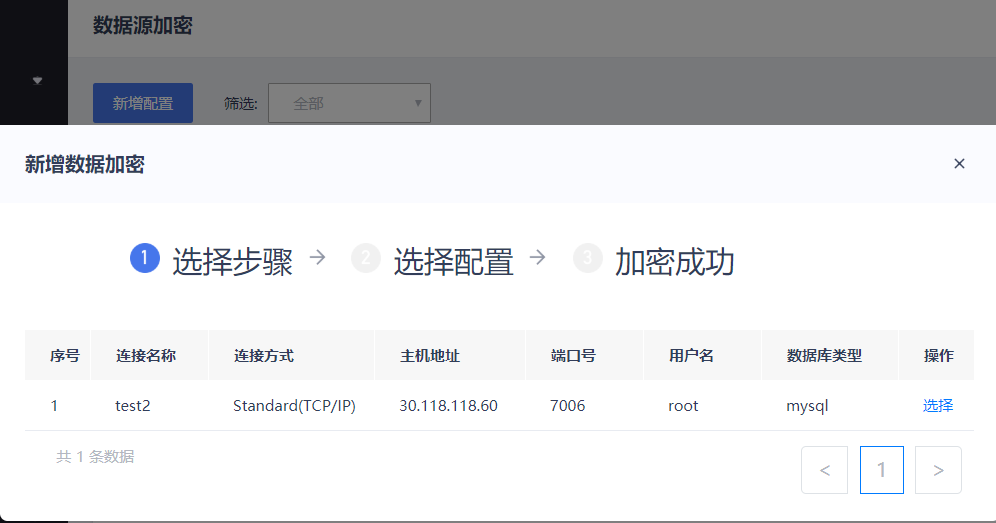 数据源加密
新增配置 筛选: 全部
新增数据加密 ×
1 选择步骤 → 2 选择配置 → 3 加密成功
序号 连接名称 连接方式 主机地址 端口号 用户名 数据库类型 操作
1 test2 Standard(TCP/IP) 30.118.118.60 7006 root mysql 选择
共 1 条数据 < 1 >